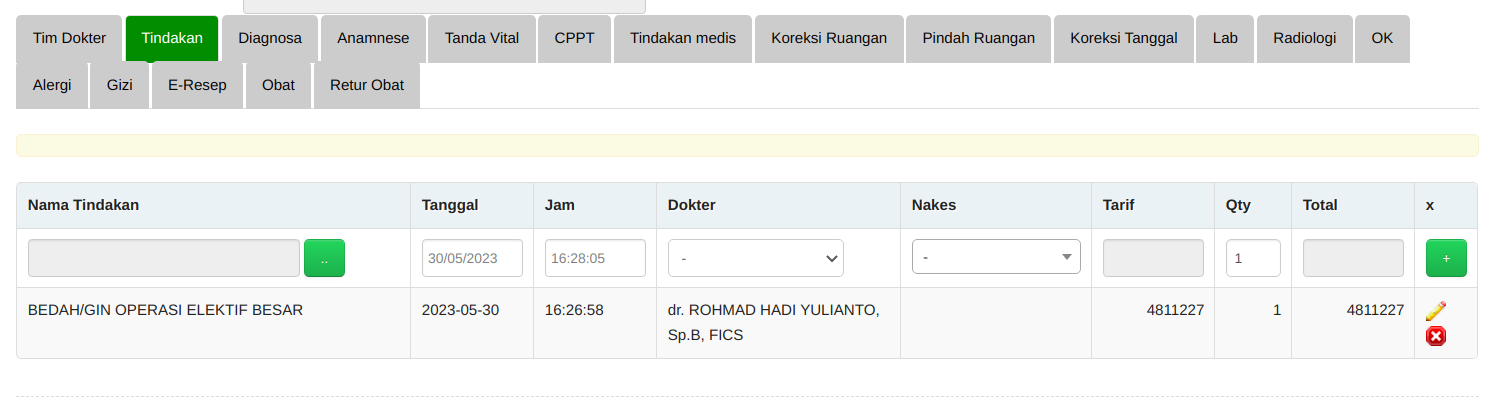 Tim Dokter Tindakan Diagnosa Anamnese Tanda Vital CPPT Tindakan medis Koreksi Ruangan Pindah Ruangan Koreksi Tanggal Lab Radiologi OK
Alergi Gizi E-Resep Obat Retur Obat
Nama Tindakan Tanggal Jam Dokter Nakes Tarif Qty Total x
.. 30/05/2023 16:28:05 - - 1 +
BEDAH/GIN OPERASI ELEKTIF BESAR 2023-05-30 16:26:58 dr. ROHMAD HADI YULIANTO, 4811227 1 4811227
Sp.B, FICS